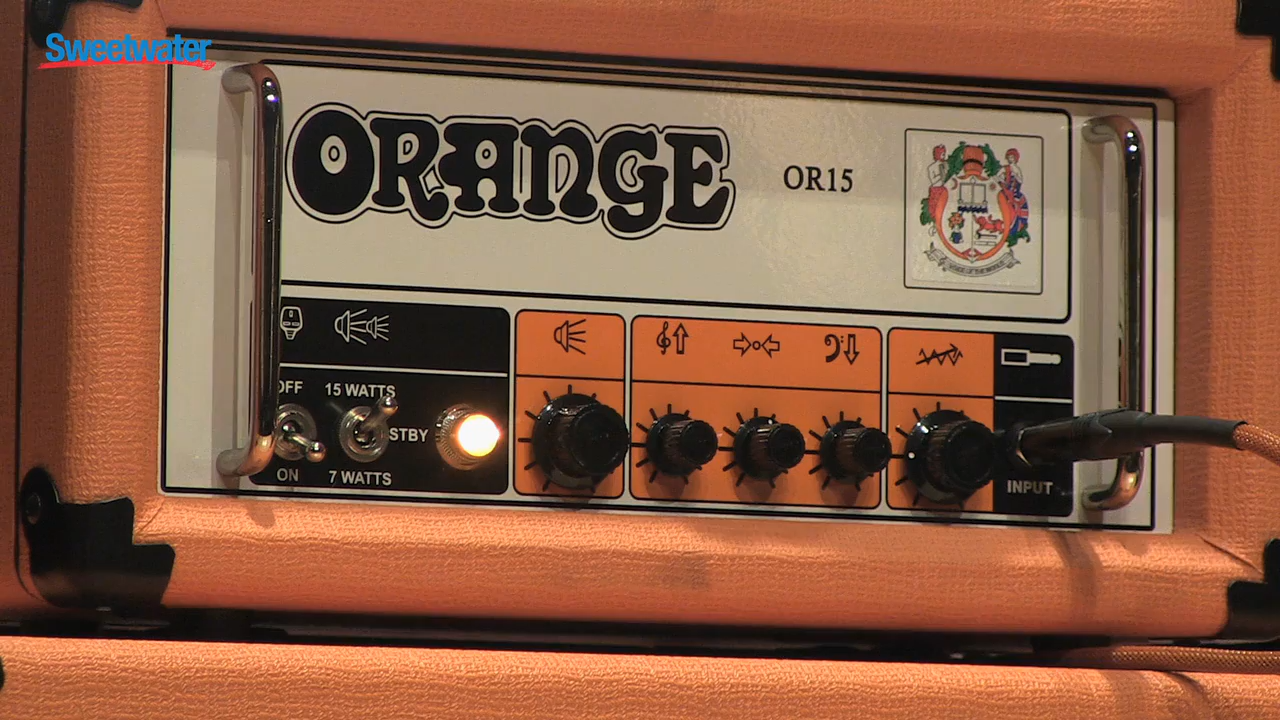 Sweetwater
ORANGE
OR15
OFF
15 WATTS
STBY
ON
7 WATTS
INPUT